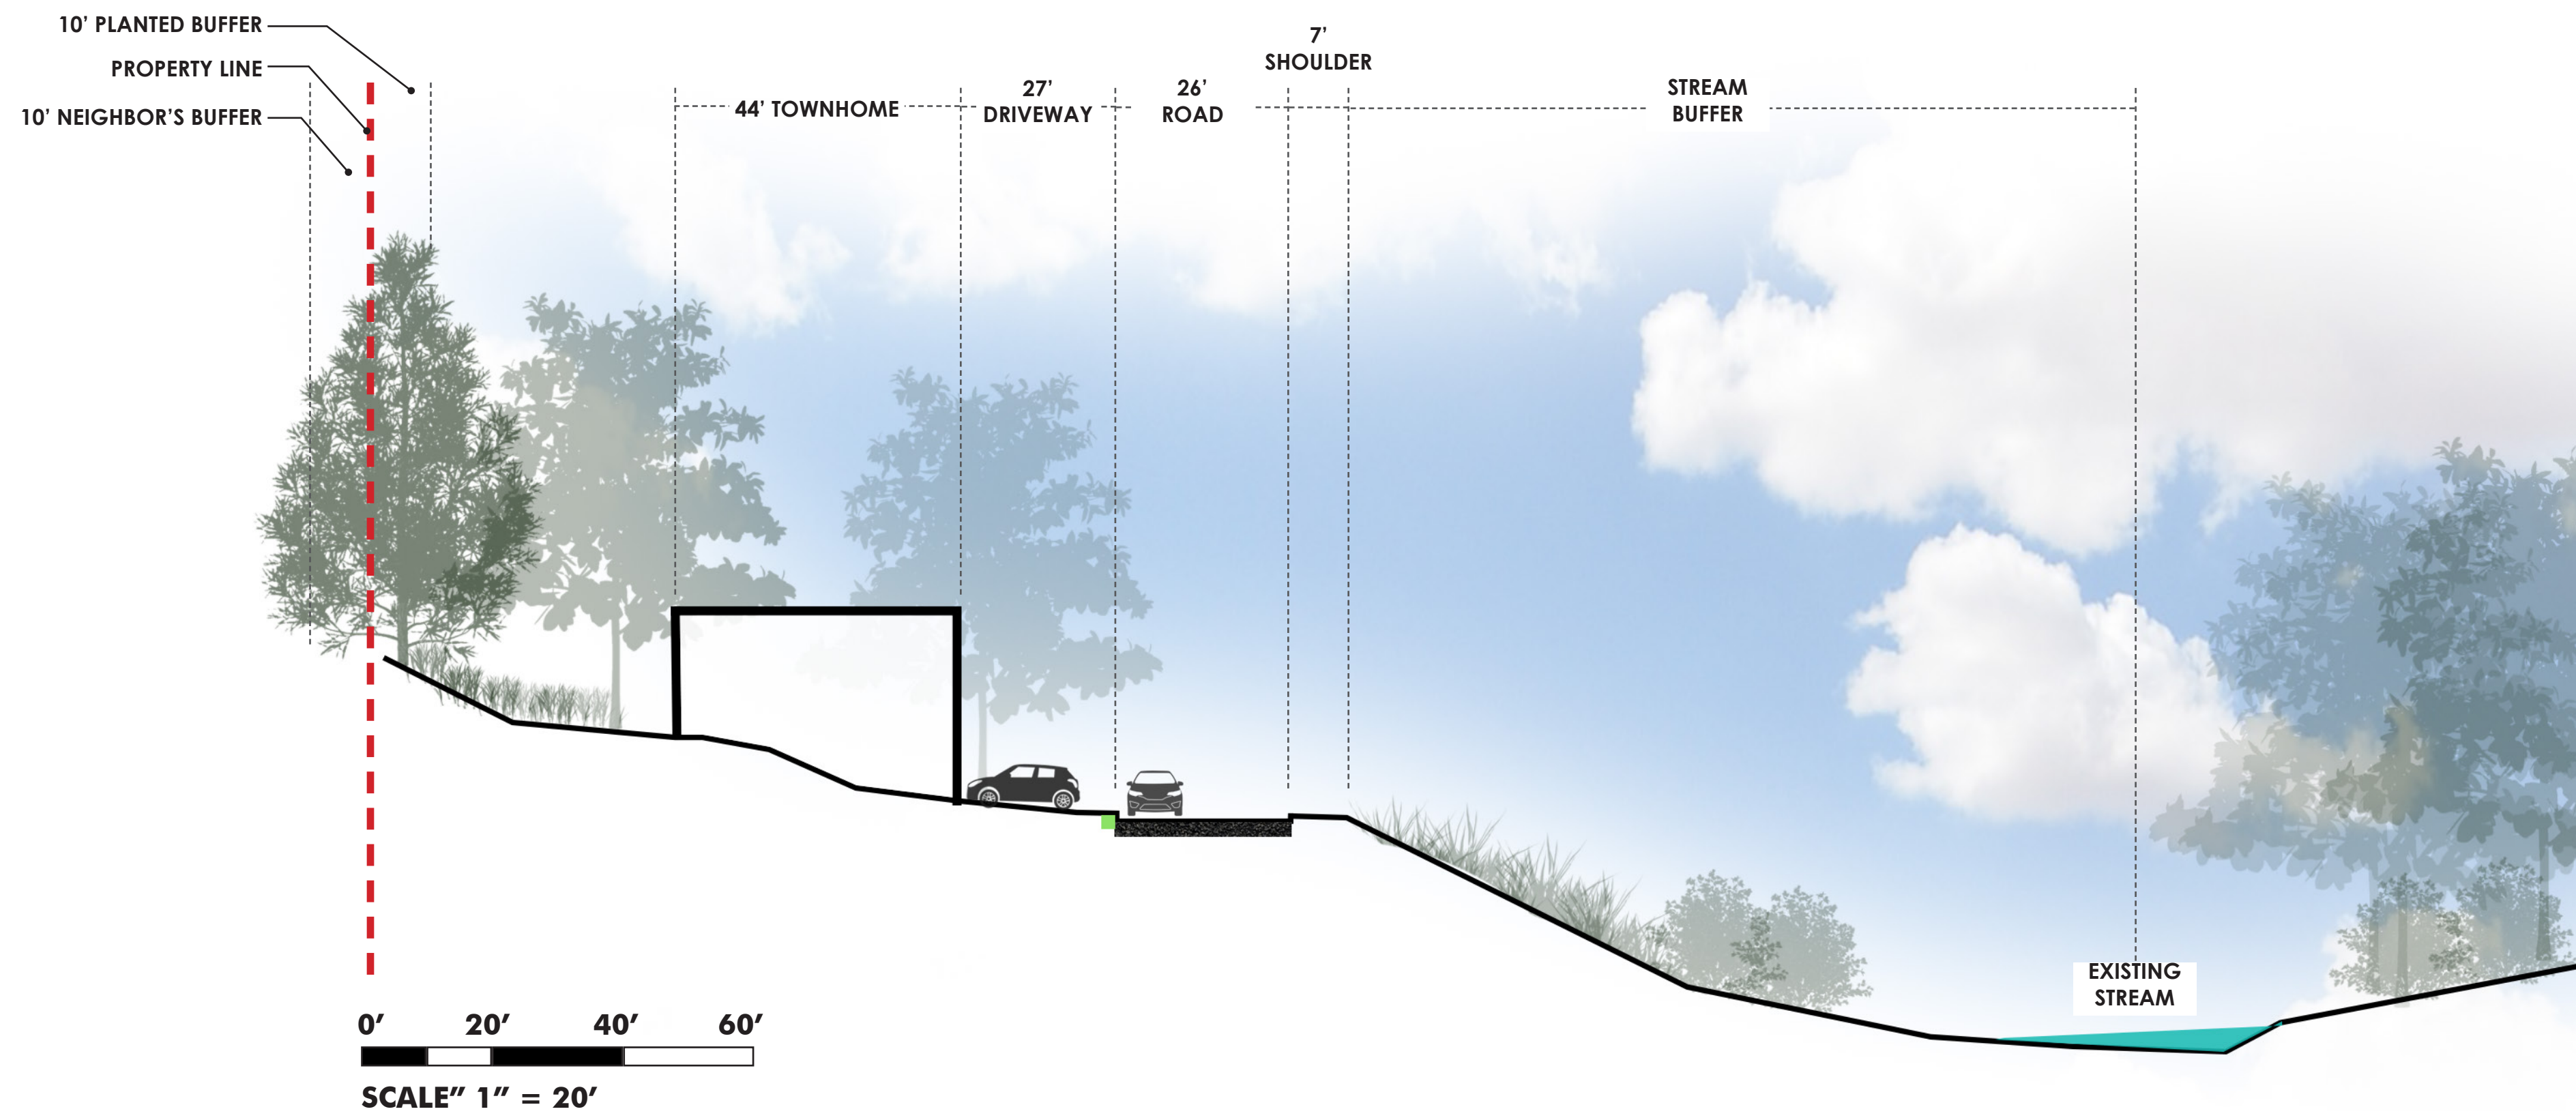 10’ PLANTED BUFFER
PROPERTY LINE
10’ NEIGHBOR’S BUFFER
44’ TOWNHOME
27’
DRIVEWAY
26’
ROAD
7’
SHOULDER
STREAM
BUFFER
EXISTING
STREAM
0’ 20’ 40’ 60’
SCALE” 1” = 20’